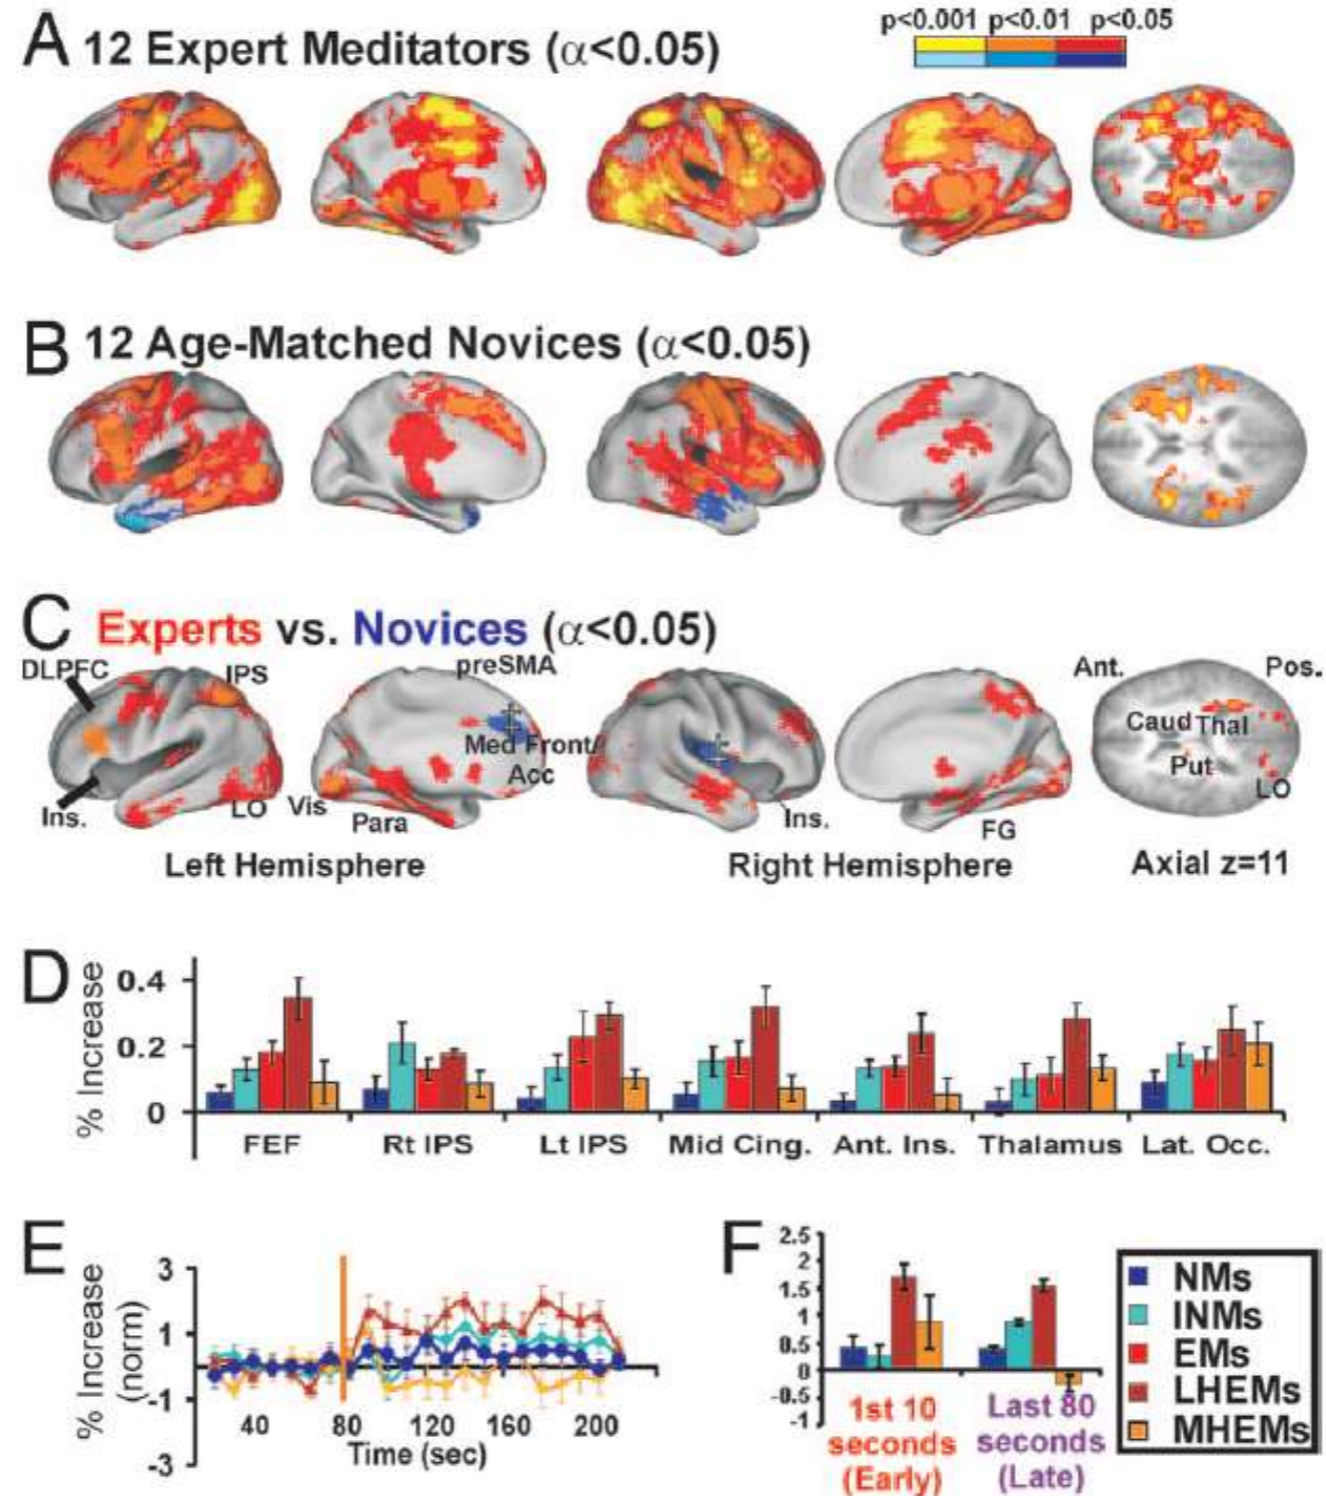 A 12 Expert Meditators (α<0.05)
p<0.001 p<0.01 p<0.05
B 12 Age-Matched Novices (α<0.05)
C Experts vs. Novices (α<0.05)
DLPFC
IPS
preSMA
Ant.
Pos.
Caud Thal
Med Front/
Acc
Put
LO
Ins.
LO
Vis
Para
Ins.
FG
Left Hemisphere
Right Hemisphere
Axial z=11
D
% Increase
0.4
0.2
0
FEF
Rt IPS
Lt IPS
Mid Cing.
Ant. Ins.
Thalamus
Lat. Occ.
E
% Increase
(norm)
3
1
-1
-3
40 80 120 160 200
Time (sec)
F
2.5
2
1.5
1
0.5
0
-0.5
-1
1st 10
seconds
(Early)
Last 80
seconds
(Late)
NMs
INMs
EMs
LHEMs
MHEMs